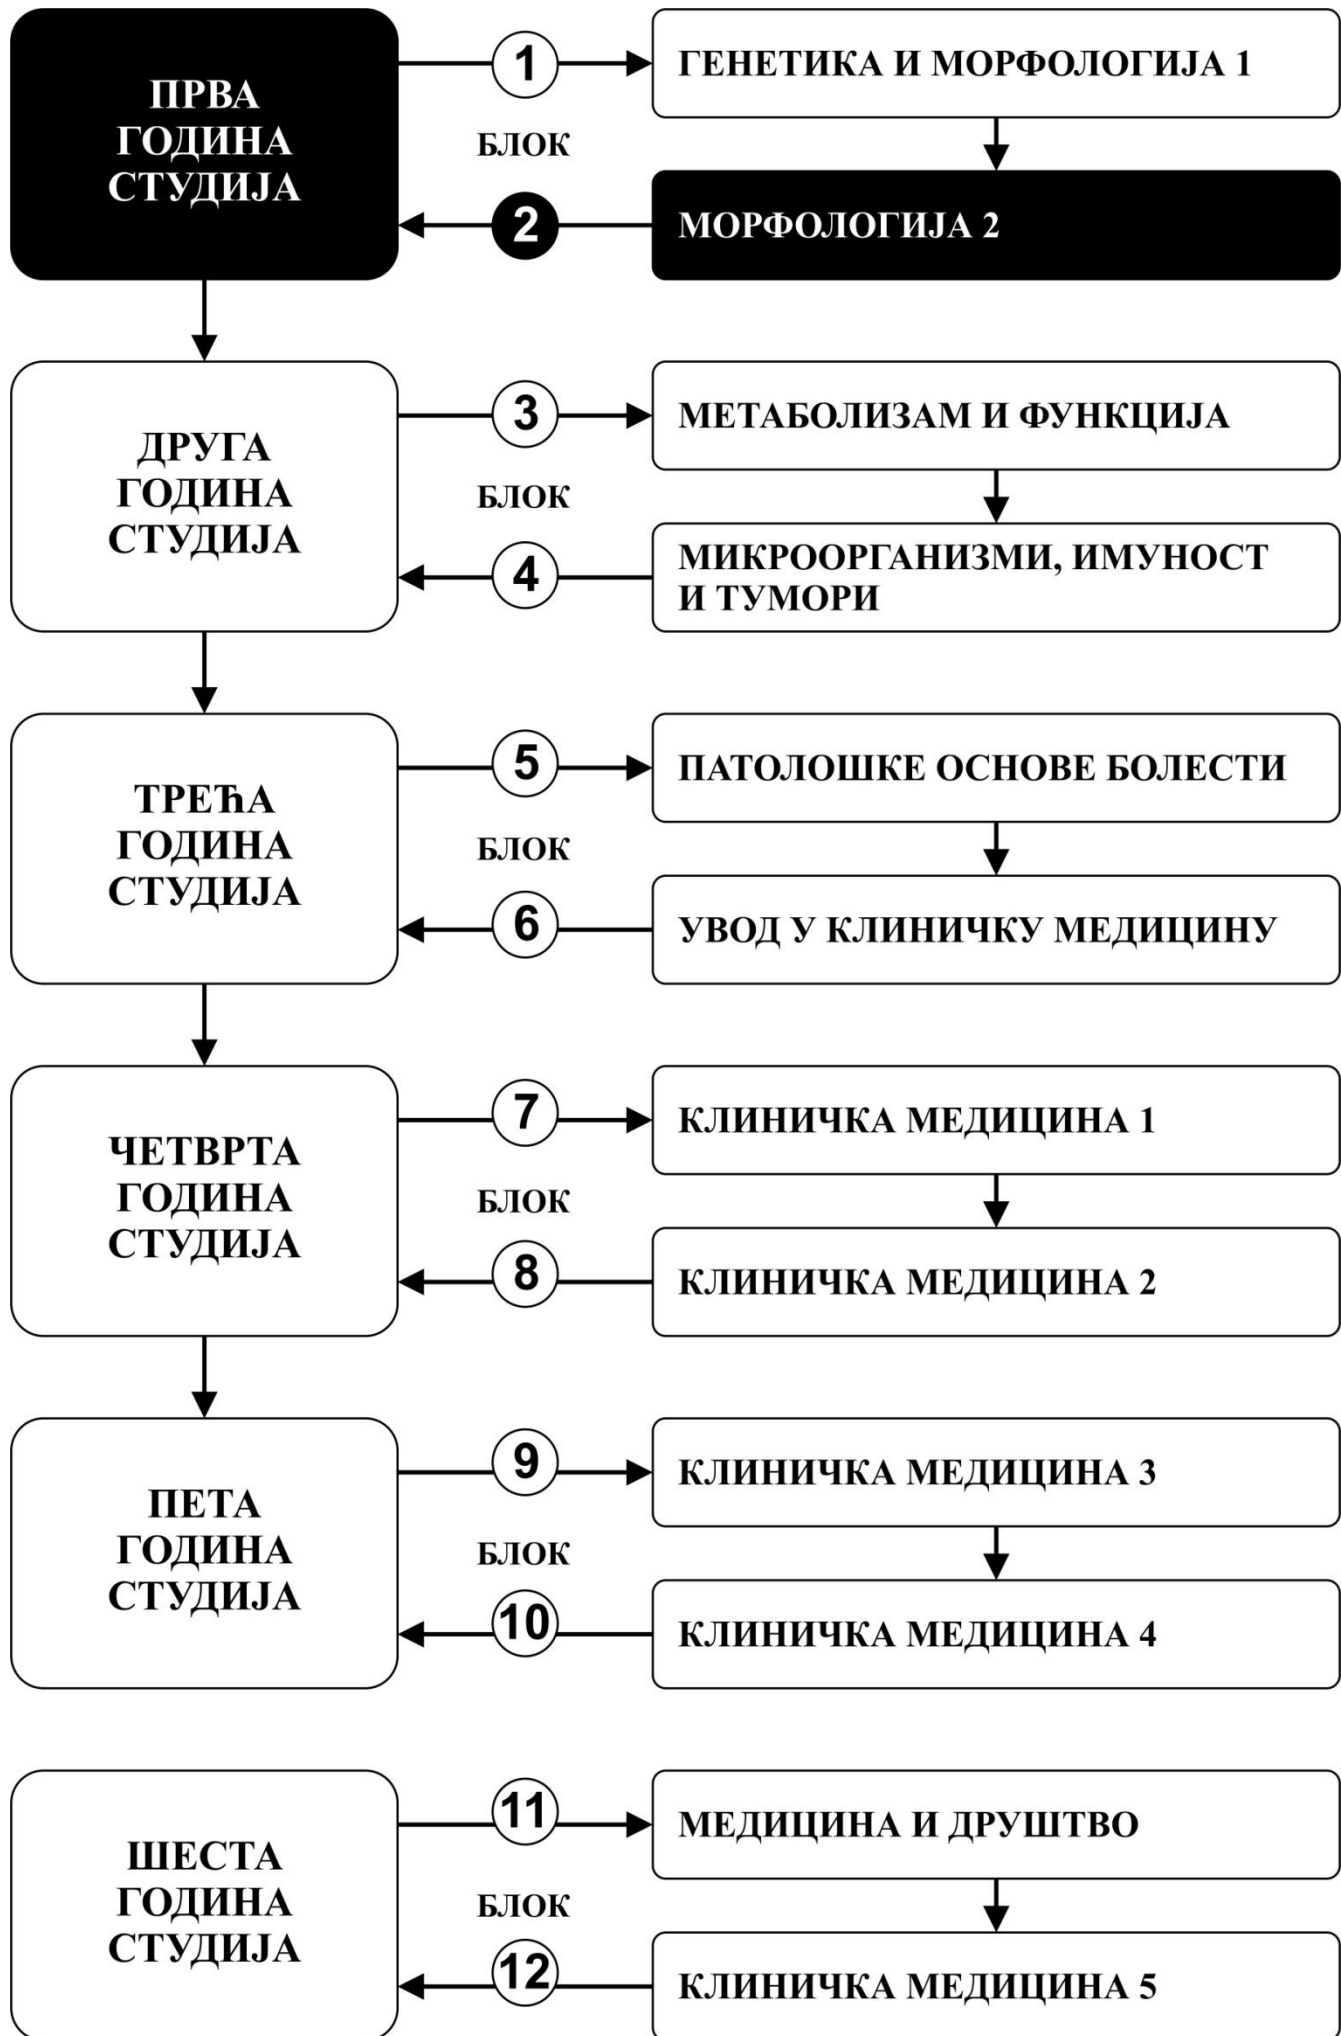 ПРВА
ГОДИНА
СТУДИЈА
1
БЛОК
2
ГЕНЕТИКА И МОРФОЛОГИЈА 1
МОРФОЛОГИЈА 2
ДРУГА
ГОДИНА
СТУДИЈА
3
БЛОК
4
МЕТАБОЛИЗАМ И ФУНКЦИЈА
МИКРООРГАНИЗМИ, ИМУНОСТ
И ТУМОРИ
ТРЕЋА
ГОДИНА
СТУДИЈА
5
БЛОК
6
ПАТОЛОШКЕ ОСНОВЕ БОЛЕСТИ
УВОД У КЛИНИЧКУ МЕДИЦИНУ
ЧЕТВРТА
ГОДИНА
СТУДИЈА
7
БЛОК
8
КЛИНИЧКА МЕДИЦИНА 1
КЛИНИЧКА МЕДИЦИНА 2
ПЕТА
ГОДИНА
СТУДИЈА
9
БЛОК
10
КЛИНИЧКА МЕДИЦИНА 3
КЛИНИЧКА МЕДИЦИНА 4
ШЕСТА
ГОДИНА
СТУДИЈА
11
БЛОК
12
МЕДИЦИНА И ДРУШТВО
КЛИНИЧКА МЕДИЦИНА 5